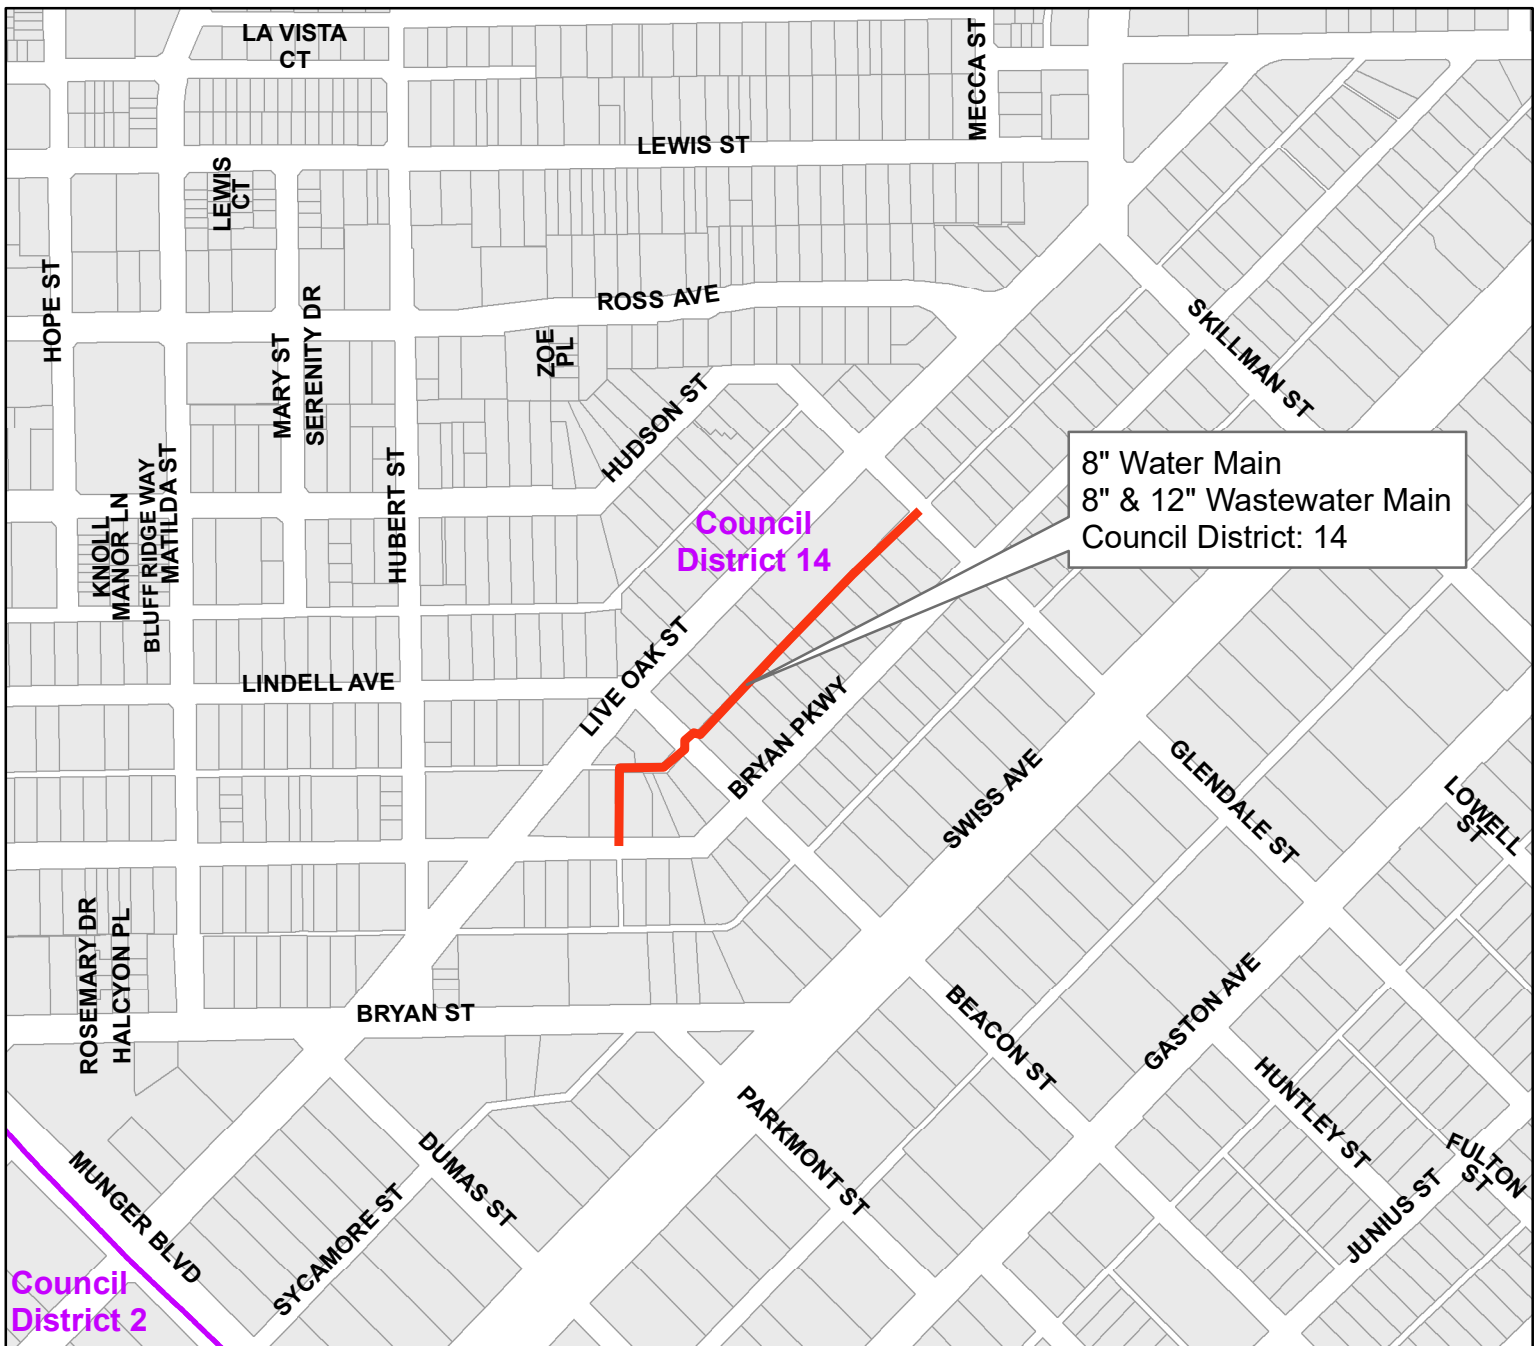 LA VISTA
CT
MECCA ST
LEWIS ST
LEWIS
CT
HOPE ST
ROSS AVE
MARY ST
SERENITY DR
ZOE
PL
SKILLMAN ST
HUDSON ST
HUBERT ST
8" Water Main
8" & 12" Wastewater Main
Council District: 14
Council
District 14
KNOLL
MANOR LN
BLUFF RIDGE WAY
MATILDA ST
LINDELL AVE
LIVE OAK ST
BRYAN PKWY
SWISS AVE
GLENDALE ST
LOWELL
ST
ROSEMARY DR
HALCYON PL
BRYAN ST
BEACON ST
GASTON AVE
PARKMONT ST
HUNTLEY ST
DUMAS ST
FULTON
ST
JUNIUS ST
MUNGER BLVD
SYCAMORE ST
Council
District 2